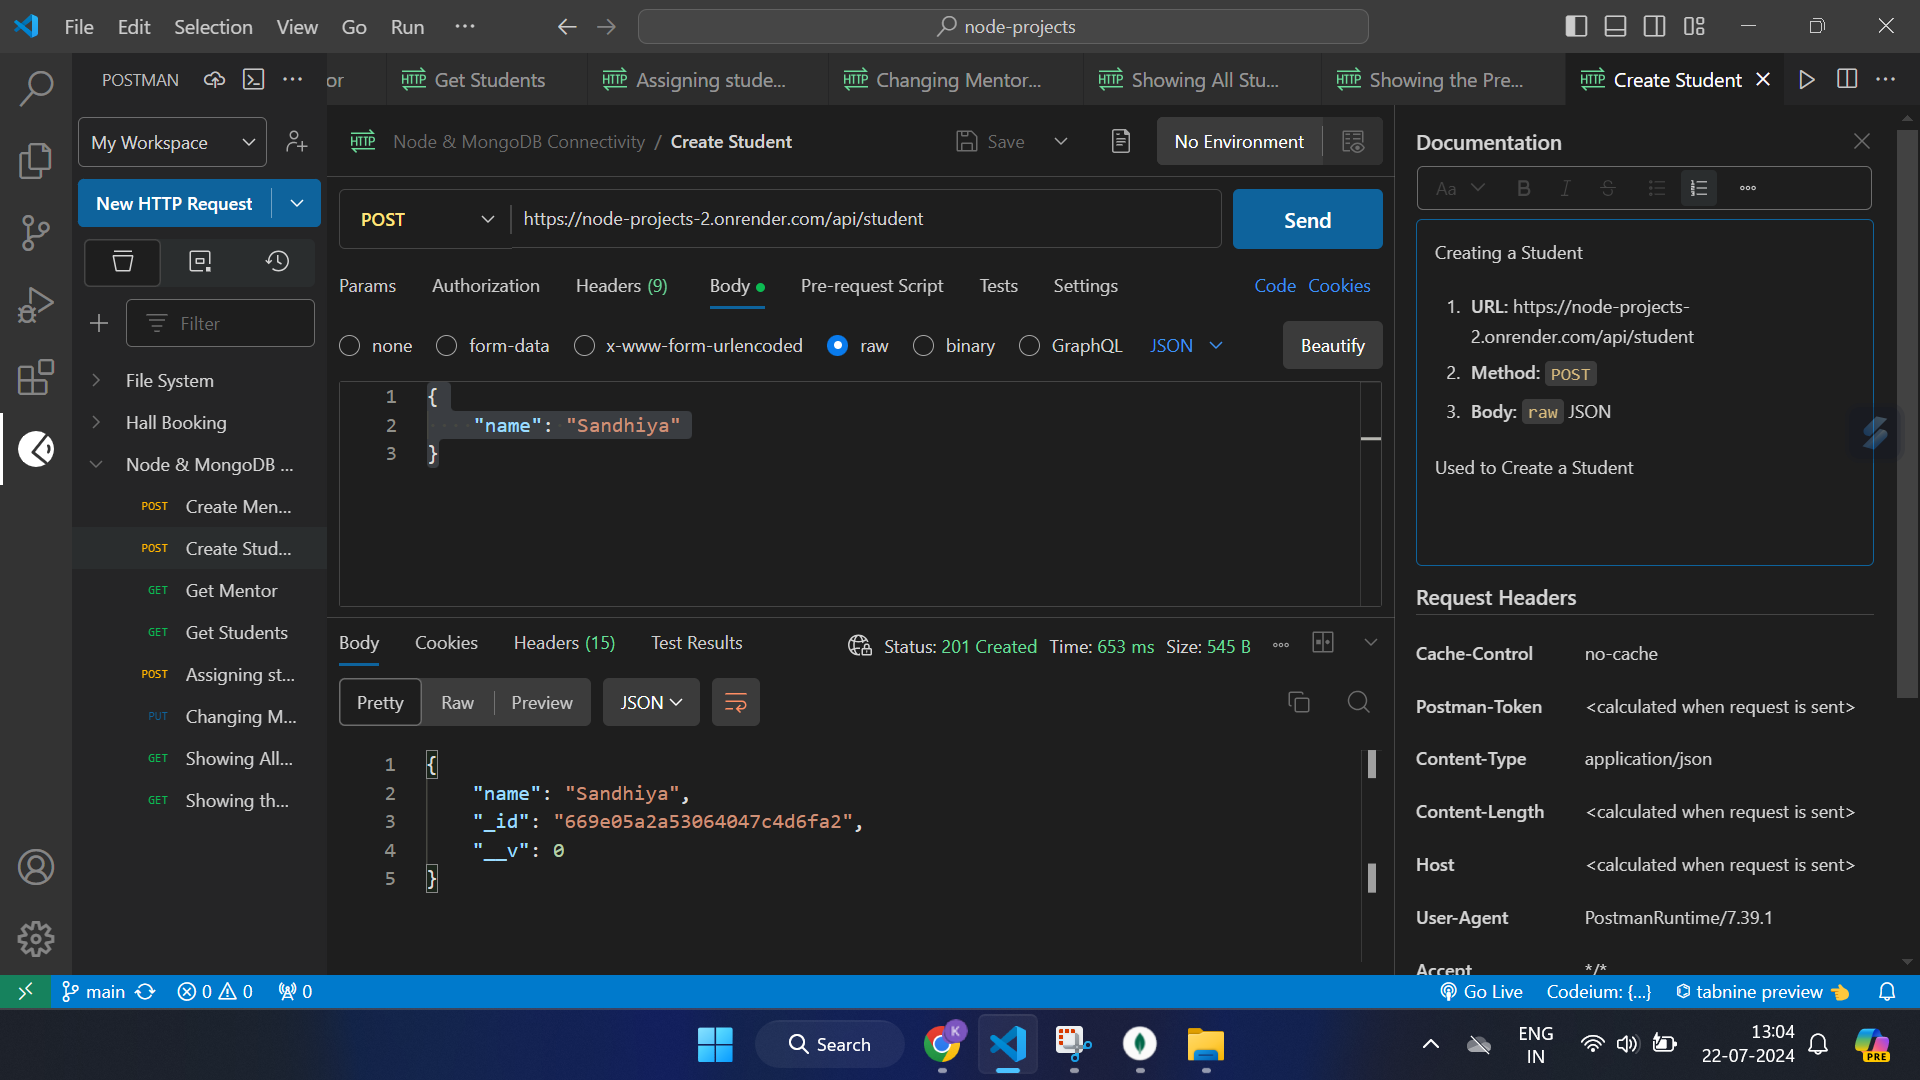 File Edit Selection View Go Run ··· node-projects
POSTMAN
or
HTTP Get Students
HTTP Assigning stude...
HTTP Changing Mentor...
HTTP Showing All Stu...
HTTP Showing the Pre...
HTTP Create Student
My Workspace
New HTTP Request
Filter
File System
Hall Booking
Node & MongoDB ...
POST Create Men...
POST Create Stud...
GET Get Mentor
GET Get Students
POST Assigning st...
PUT Changing M...
GET Showing All...
GET Showing th...
HTTP Node & MongoDB Connectivity / Create Student
Save
No Environment
POST https://node-projects-2.onrender.com/api/student
Send
Params Authorization Headers (9) Body Pre-request Script Tests Settings Code Cookies
none form-data x-www-form-urlencoded raw binary GraphQL JSON Beautify
1 {
2 "name": "Sandhiya"
3 }
Body Cookies Headers (15) Test Results Status: 201 Created Time: 653 ms Size: 545 B
Pretty Raw Preview JSON
1 {
2 "name": "Sandhiya",
3 "_id": "669e05a2a53064047c4d6fa2",
4 "__v": 0
5 }
Documentation
Aa B I S
Creating a Student
1. URL: https://node-projects-
2.onrender.com/api/student
2. Method: POST
3. Body: raw JSON
Used to Create a Student
Request Headers
Cache-Control no-cache
Postman-Token <calculated when request is sent>
Content-Type application/json
Content-Length <calculated when request is sent>
Host <calculated when request is sent>
User-Agent PostmanRuntime/7.39.1
Accept */*
main 0 0 0 Go Live Codeium: {...} tabnine preview
Search
K
ENG
IN
13:04
22-07-2024
PRE